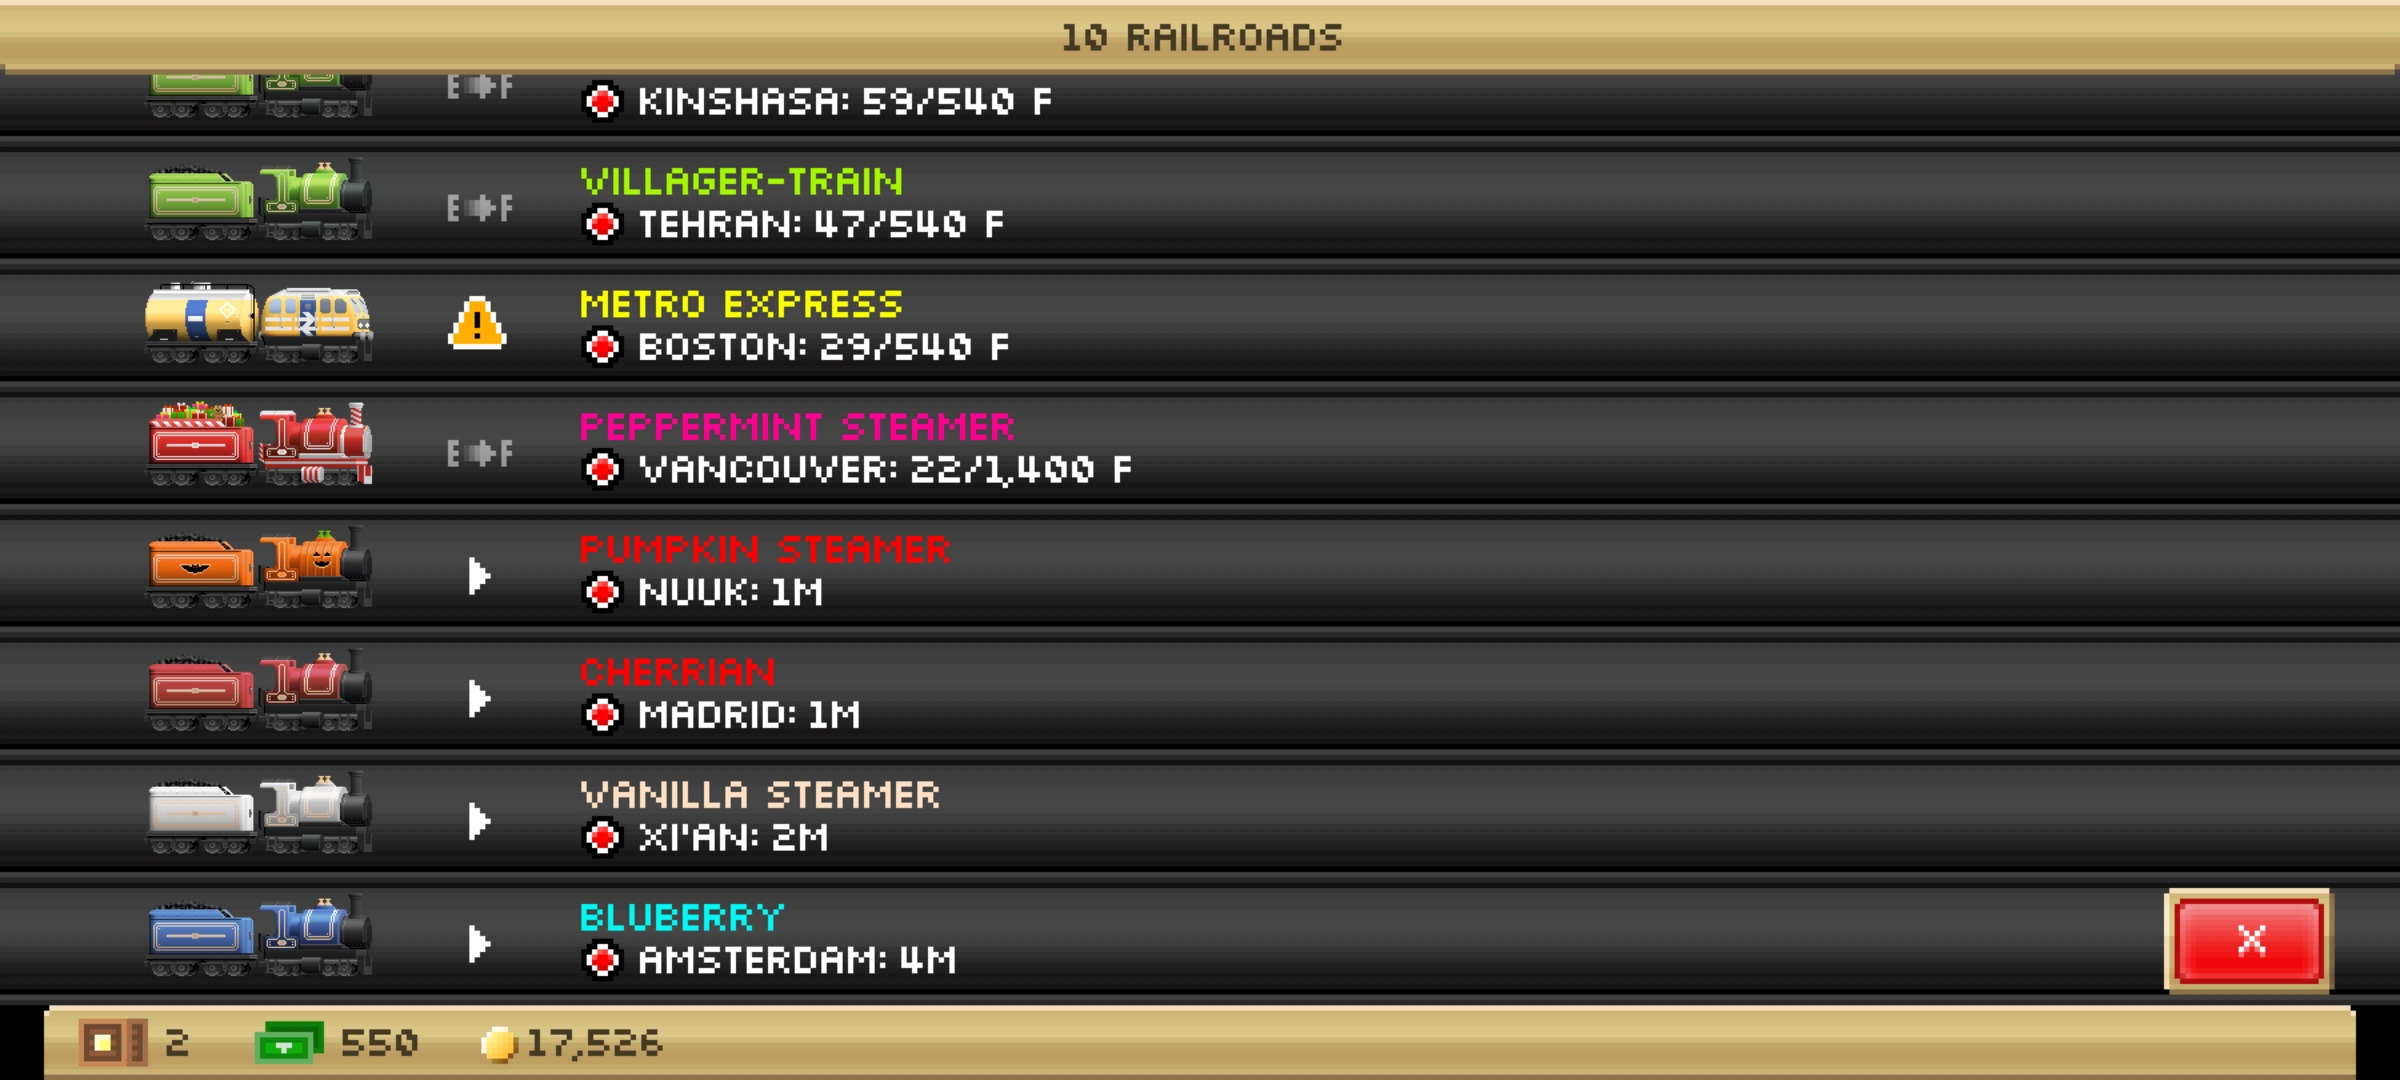 10 RAILROADS
E F
KINSHASA: 59/540 F
VILLAGER-TRAIN
E F
TEHRAN: 47/540 F
METRO EXPRESS
!
BOSTON: 29/540 F
PEPPERMINT STEAMER
E F
VANCOUVER: 22/1,400 F
PUMPKIN STEAMER
NUUK: 1M
CHERRIAN
MADRID: 1M
VANILLA STEAMER
XI'AN: 2M
BLUBERRY
AMSTERDAM: 4M
X
2 550 17,526